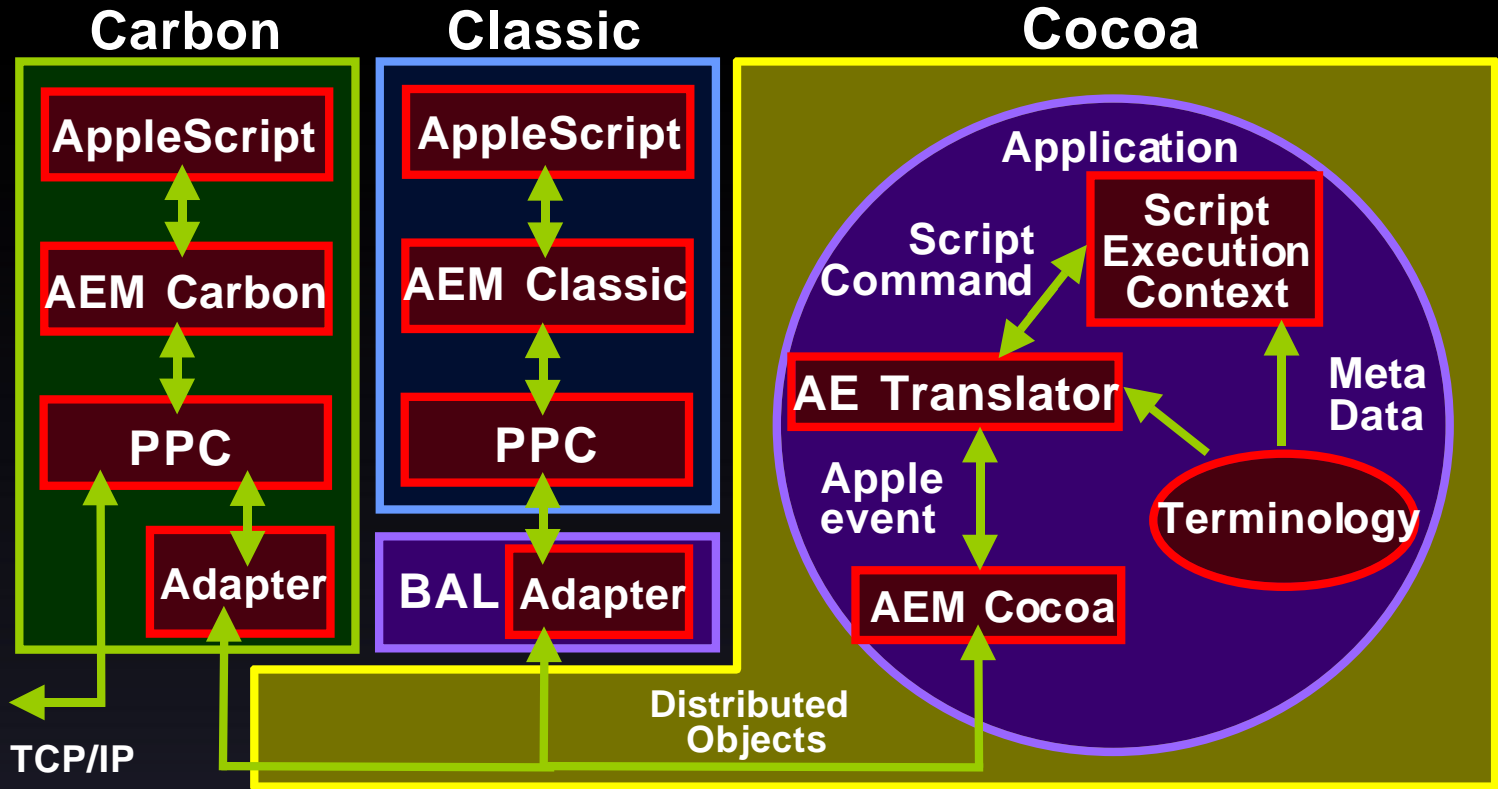 Carbon
AppleScript
AEM Carbon
PPC
Adapter
TCP/IP
Classic
AppleScript
AEM Classic
PPC
BAL
Adapter
Cocoa
Application
Script
Execution
Context
Script
Command
AE Translator
Meta
Data
Apple
event
Terminology
AEM Cocoa
Distributed
Objects